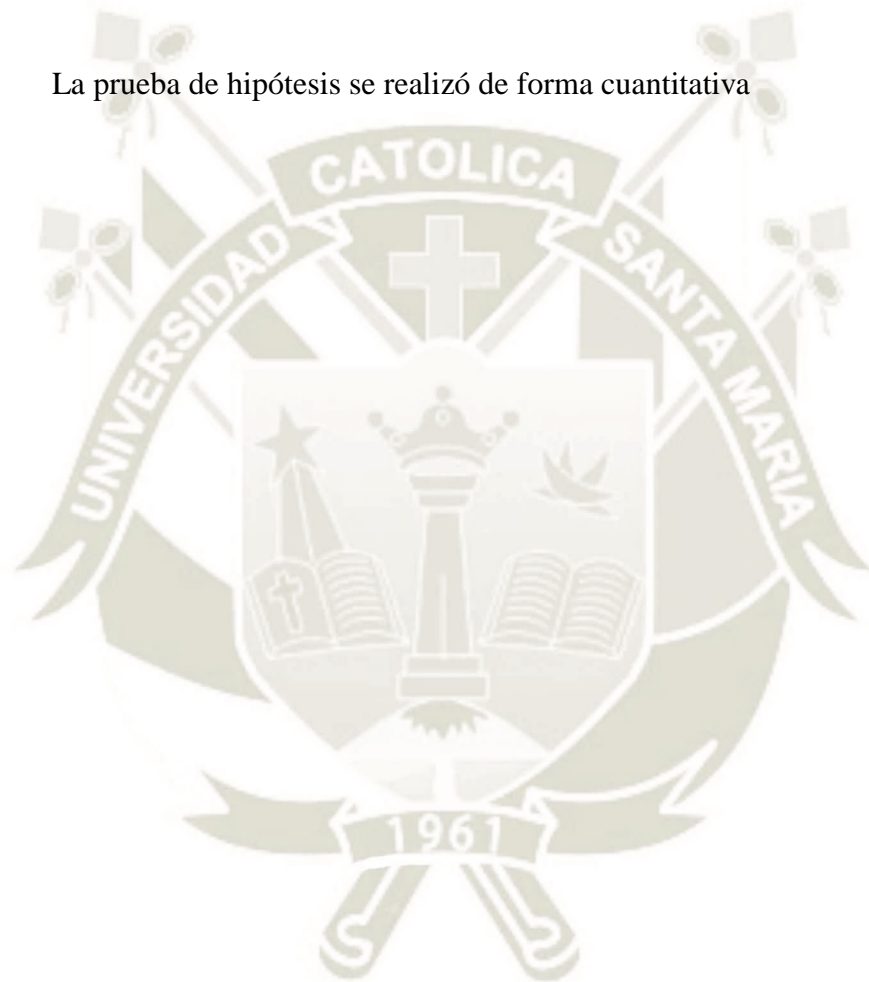 La prueba de hipótesis se realizó de forma cuantitativa
UNIVERSIDAD CATOLICA SANTA MARIA
1961